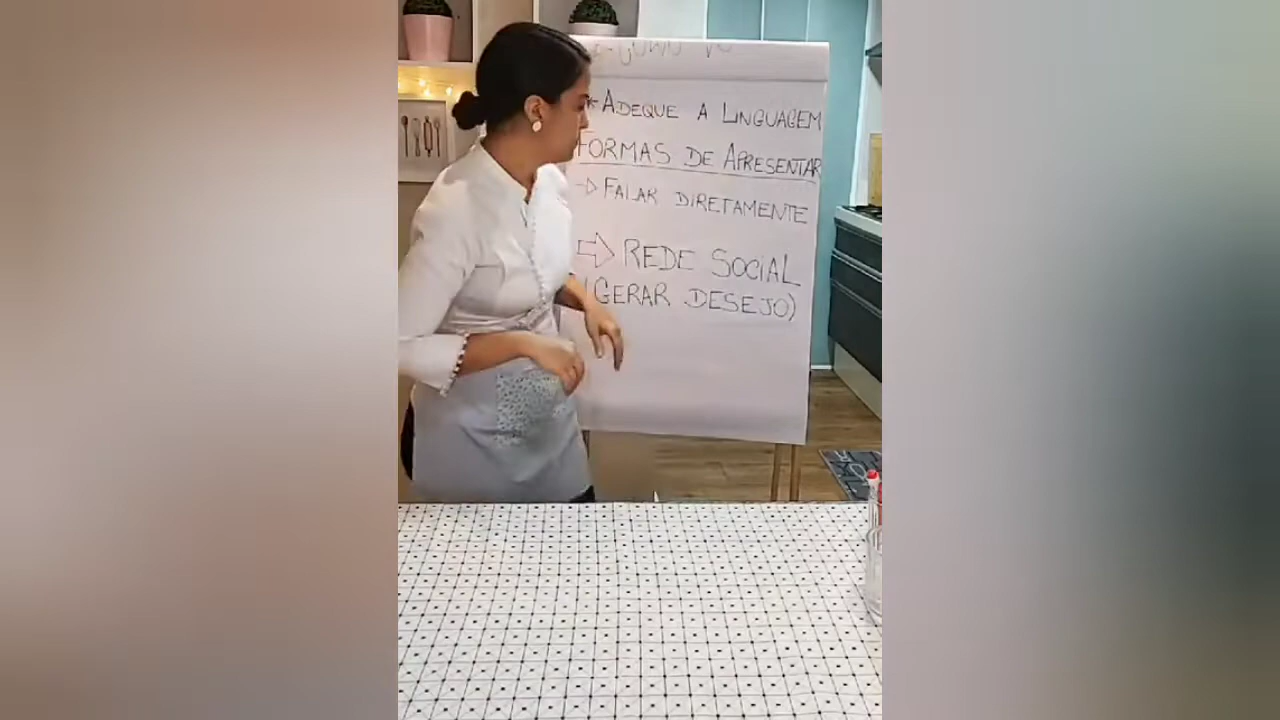 * ADEQUE A LINGUAGEM
FORMAS DE APRESENTAR
→ FALAR DIRETAMENTE
⇨ REDE SOCIAL
(GERAR DESEJO)